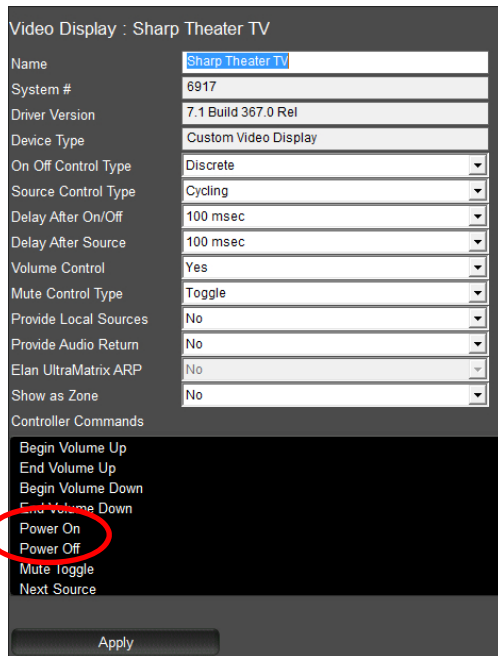 Video Display : Sharp Theater TV
Name Sharp Theater TV
System # 6917
Driver Version 7.1 Build 367.0 Rel
Device Type Custom Video Display
On Off Control Type Discrete
Source Control Type Cycling
Delay After On/Off 100 msec
Delay After Source 100 msec
Volume Control Yes
Mute Control Type Toggle
Provide Local Sources No
Provide Audio Return No
Elan UltraMatrix ARP No
Show as Zone No
Controller Commands
Begin Volume Up
End Volume Up
Begin Volume Down
End Volume Down
Power On
Power Off
Mute Toggle
Next Source
Apply